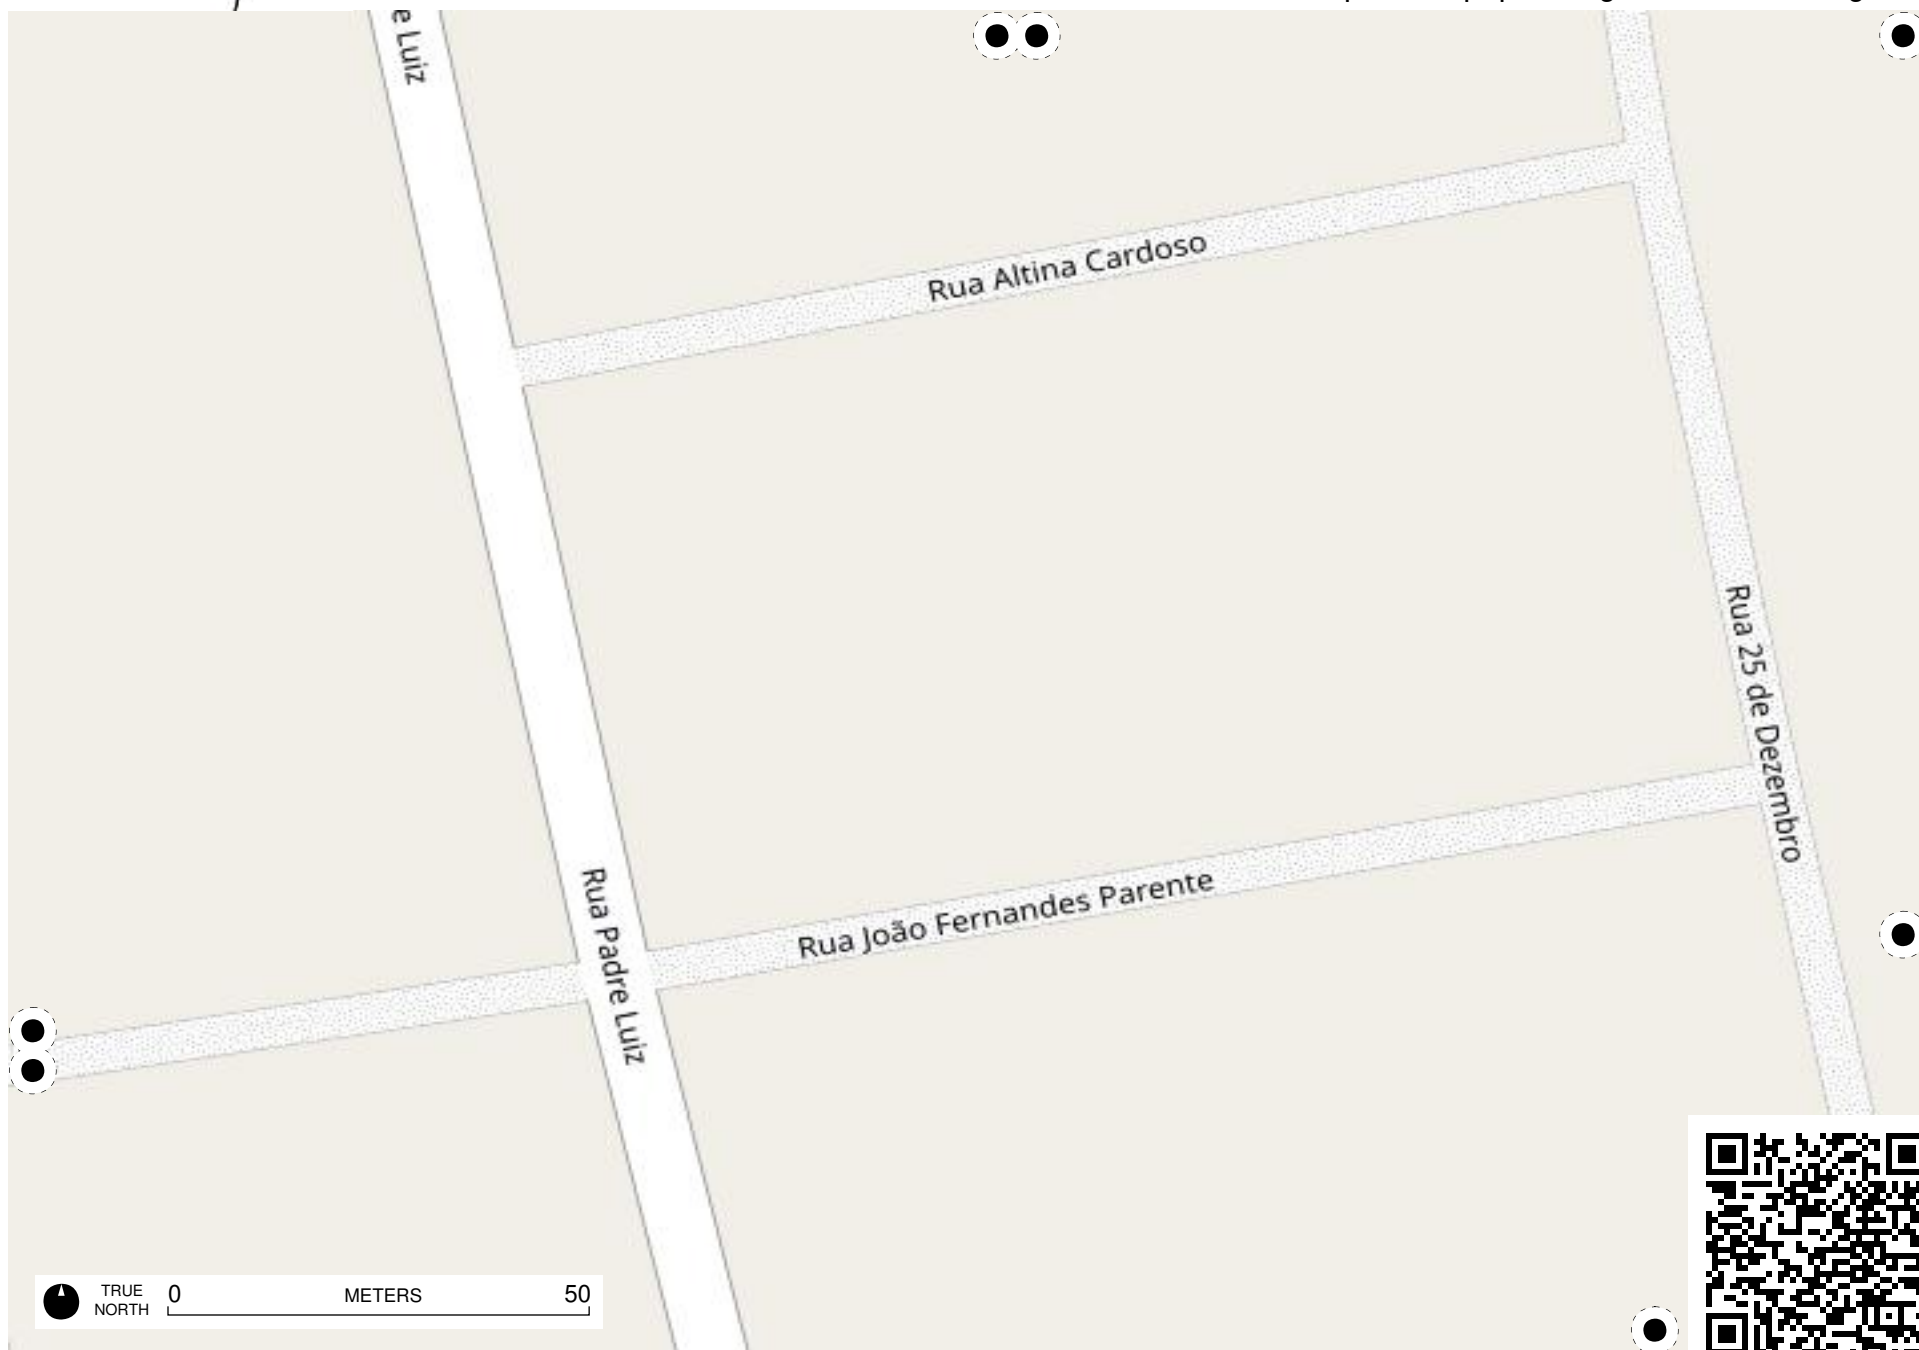 e Luiz
Rua Altina Cardoso
Rua 25 de Dezembro
Rua João Fernandes Parente
Rua Padre Luiz
TRUE NORTH
0 METERS 50